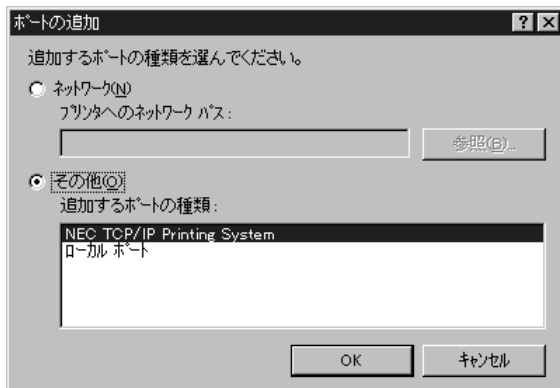 ﾎﾟｰﾄの追加
追加するﾎﾟｰﾄの種類を選んでください。
ﾈｯﾄﾜｰｸ(N)
ﾌﾟﾘﾝﾀへのﾈｯﾄﾜｰｸ ﾊﾟｽ:
参照(B)...
その他(O)
追加するﾎﾟｰﾄの種類:
NEC TCP/IP Printing System
ﾛｰｶﾙ ﾎﾟｰﾄ
OK
ｷｬﾝｾﾙ